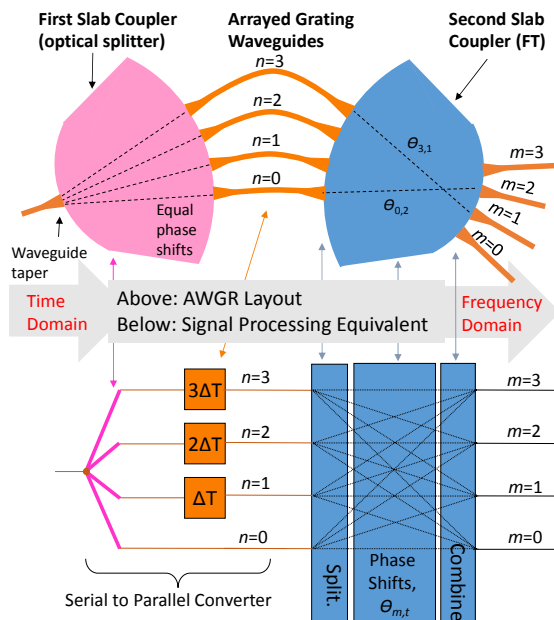 First Slab Coupler
(optical splitter)
Arrayed Grating
Waveguides
Second Slab
Coupler (FT)
n=3
n=2
n=1
n=0
Θ3,1
Θ0,2
m=3
m=2
m=1
m=0
Equal
phase
shifts
Waveguide
taper
Time
Domain
Above: AWGR Layout
Below: Signal Processing Equivalent
Frequency
Domain
3ΔT
n=3
m=3
2ΔT
n=2
m=2
ΔT
n=1
m=1
n=0
m=0
Split.
Phase
Shifts,
Θm,t
Combine
Serial to Parallel Converter